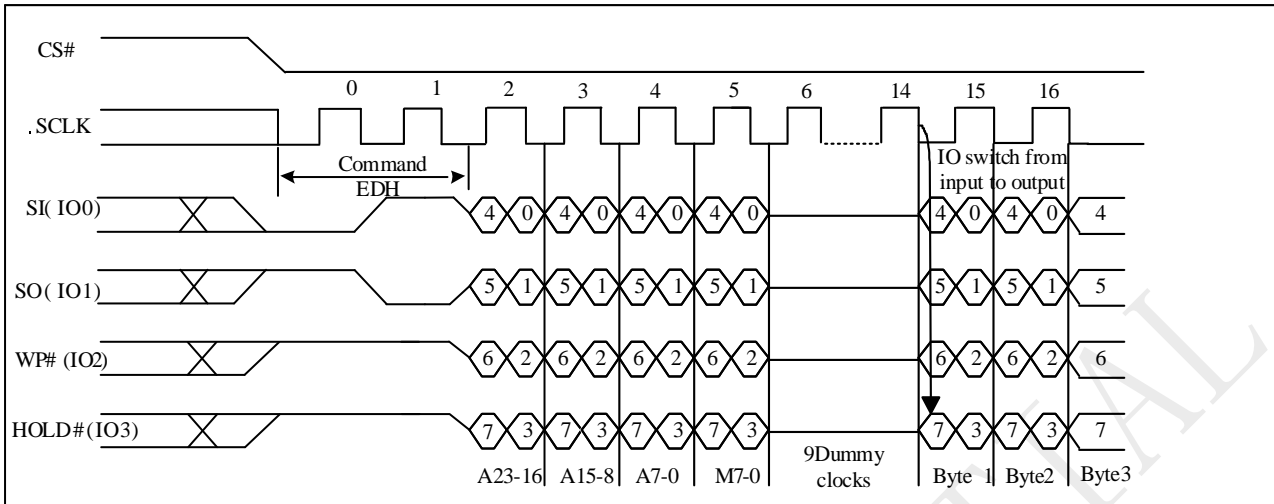 CS#
0 1 2 3 4 5 6 14 15 16
.SCLK
Command
EDH
IO switch from
input to output
SI( IO0) 4 0 4 0 4 0 4 0 4 0 4 0 4
SO( IO1) 5 1 5 1 5 1 5 1 5 1 5 1 5
WP# (IO2) 6 2 6 2 6 2 6 2 6 2 6 2 6
HOLD# (IO3) 7 3 7 3 7 3 7 3 7 3 7 3 7
A23-16 A15-8 A7-0 M7-0 9Dummy
clocks
Byte 1 Byte2 Byte3
TIAL